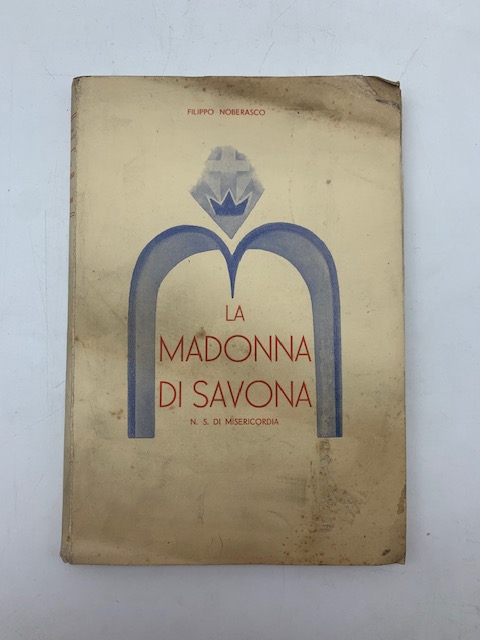 FILIPPO NOBERASCO
LA
MADONNA
DI SAVONA
N. S. DI MISERICORDIA